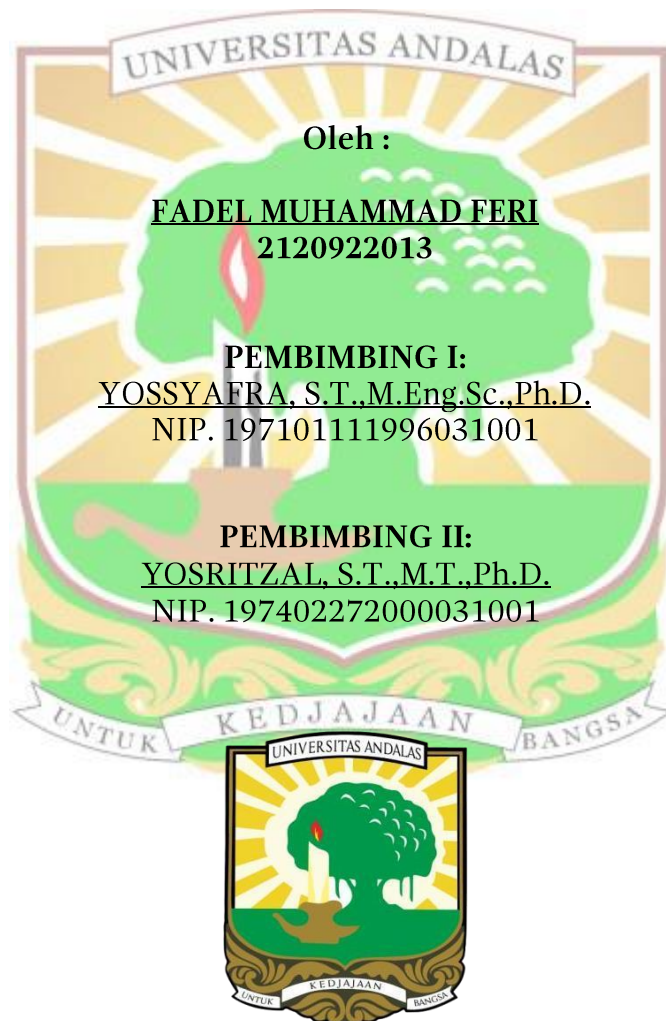 UNIVERSITAS ANDALAS
Oleh :
FADEL MUHAMMAD FERI
2120922013
PEMBIMBING I:
YOSSYAFRA, S.T.,M.Eng.Sc.,Ph.D.
NIP. 197101111996031001
PEMBIMBING II:
YOSRITZAL, S.T.,M.T.,Ph.D.
NIP. 197402272000031001
UNTUK KEDJAJAAN BANGSA
UNIVERSITAS ANDALAS
UNTUK KEDJAJAAN BANGSA